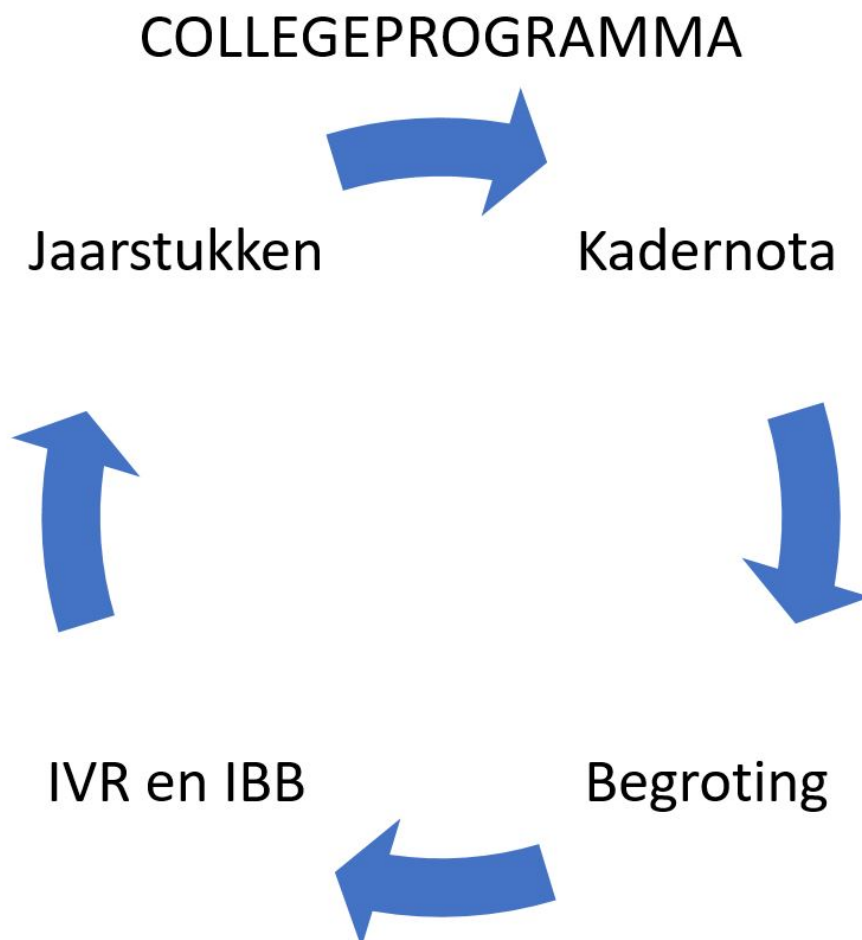 COLLEGEPROGRAMMA
Jaarstukken
Kadernota
IVR en IBB
Begroting